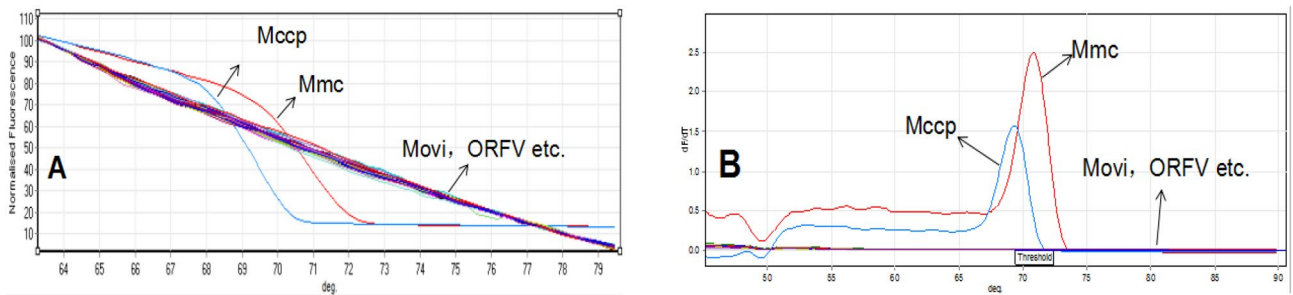 110
100
90
80
70
60
50
40
30
20
10
Normalised Fluorescence
A
Mccp
Mmc
Movi，ORFV etc.
64 65 66 67 68 69 70 71 72 73 74 75 76 77 78 79
deg.
2.5
2.0
1.5
1.0
0.5
0.0
dF/dT
B
Mmc
Mccp
Movi，ORFV etc.
Threshold
50 55 60 65 70 75 80 85 90
deg.